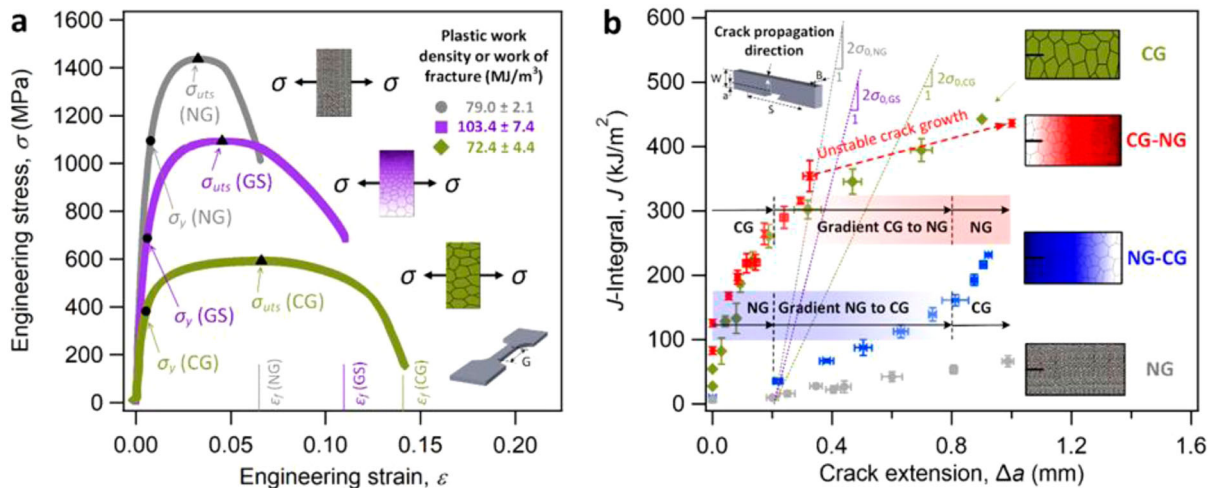 a
1600
1400
1200
1000
800
600
400
200
0
0.00
0.05
0.10
0.15
0.20
Engineering stress, σ (MPa)
Engineering strain, ε
Plastic work
density or work of
fracture (MJ/m³)
79.0 ± 2.1
103.4 ± 7.4
72.4 ± 4.4
σ σ
σuts
(NG)
σy (NG)
σ σ
σuts (GS)
σy (GS)
σ σ
σuts (CG)
σy (CG)
G
εf (NG)
εf (GS)
εf (CG)
b
600
500
400
300
200
100
0
0.0
0.4
0.8
1.2
1.6
J-Integral, J (kJ/m²)
Crack extension, Δa (mm)
Crack propagation
direction
W
a
S
B
2σ0,NG
1
2σ0,GS
1
2σ0,CG
1
Unstable crack growth
CG
Gradient CG to NG
NG
NG
Gradient NG to CG
CG
CG
CG-NG
NG-CG
NG